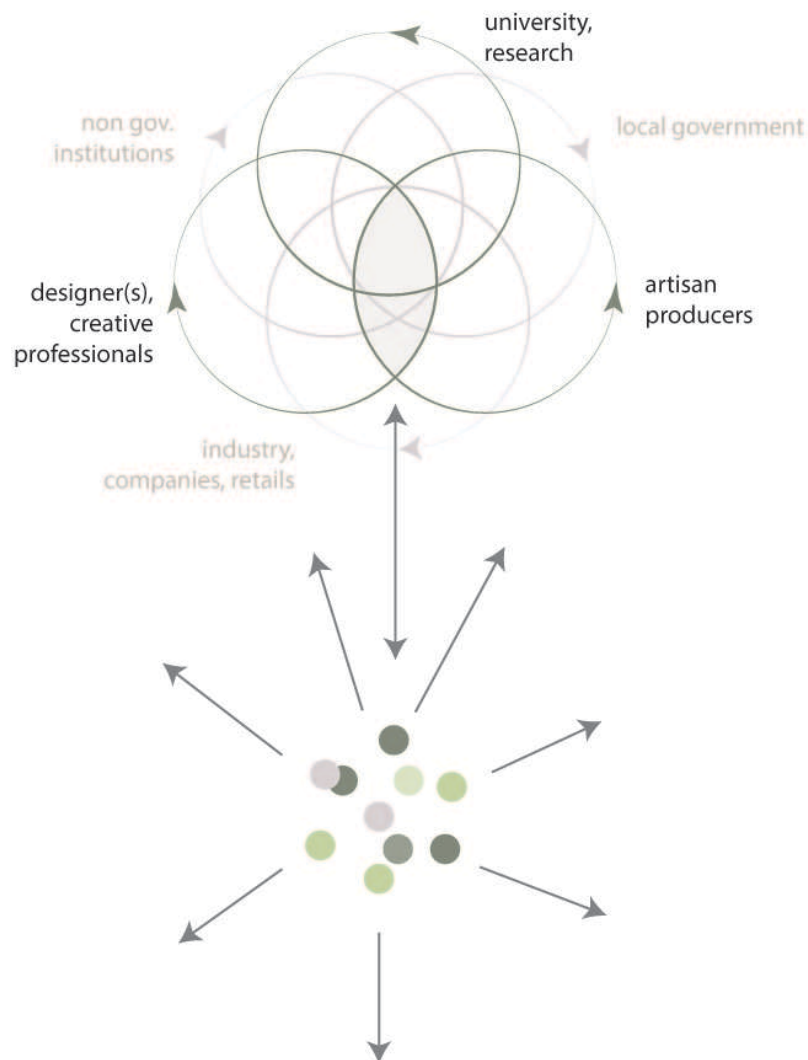 university,
research
non gov.
institutions
local government
designer(s),
creative
professionals
artisan
producers
industry,
companies, retails